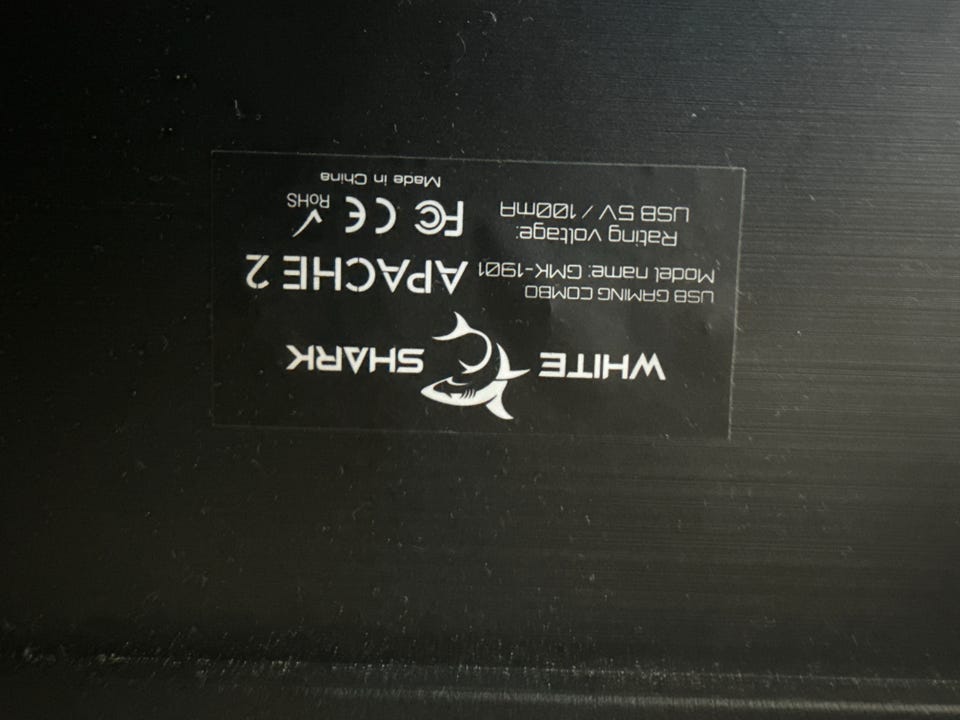 WHITE SHARK
USB GAMING COMBO
Model name: GMK-1901
APACHE 2
Rating voltage:
USB 5V / 100mA
FC CE RoHS
Made in China